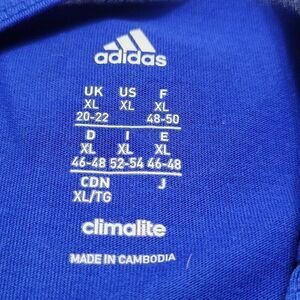 adidas
UK US F
XL XL XL
20-22 48-50
D I E
XL XL XL
46-48 52-54 46-48
CDN J
XL/TG
climalite
MADE IN CAMBODIA